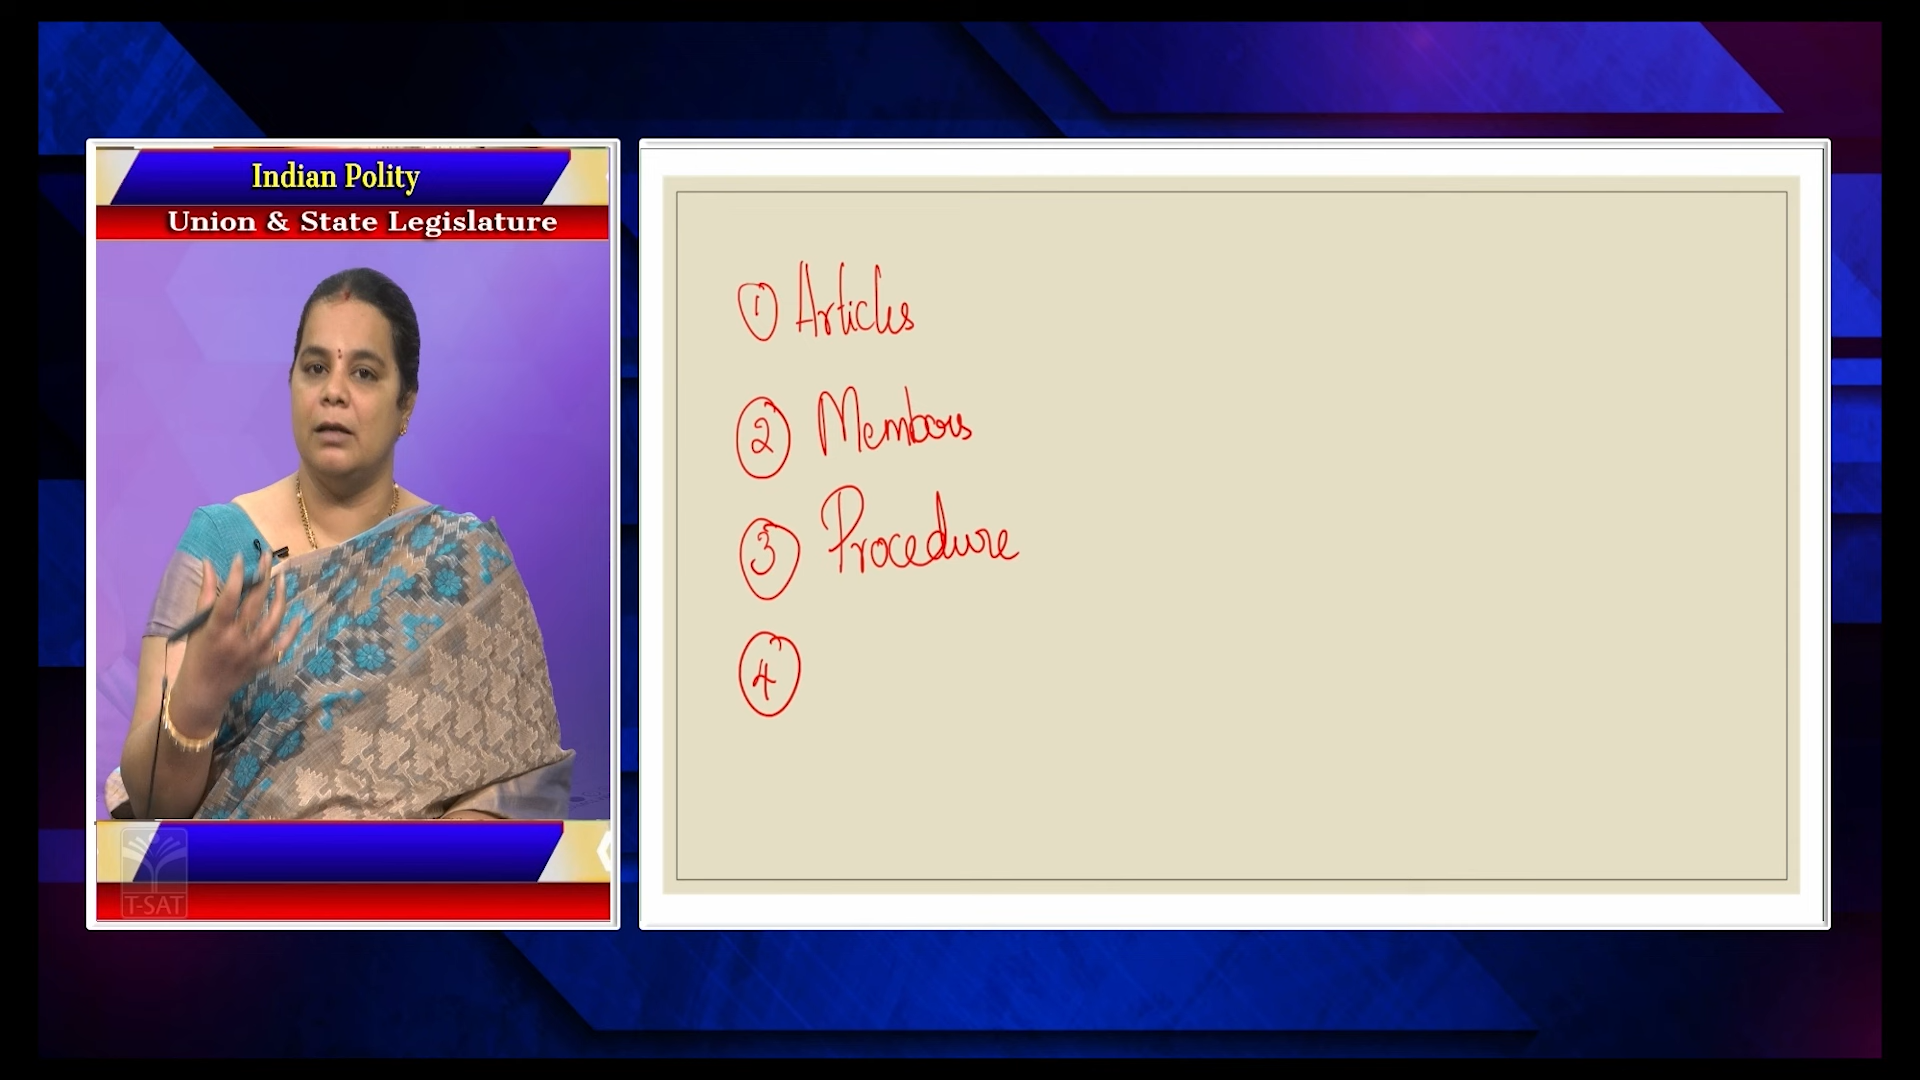 Indian Polity
Union & State Legislature
① Articles
② Members
③ Procedure
④
T-SAT